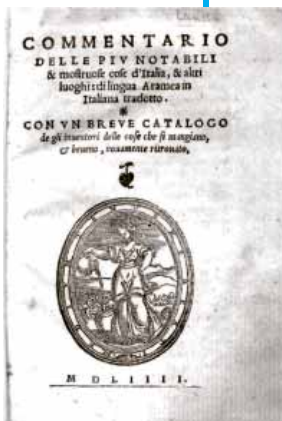 COMMENTARIO
DELLE PIV NOTABILI
& mostruose cose d'Italia, & altri
luoghi: di lingua Aramea in
Italiana tradotto.
CON VN BREVE CATALOGO
de gli inuentori delle cose che si mangiano,
& beuono, nouamente ritrouato.
M D LIIII.